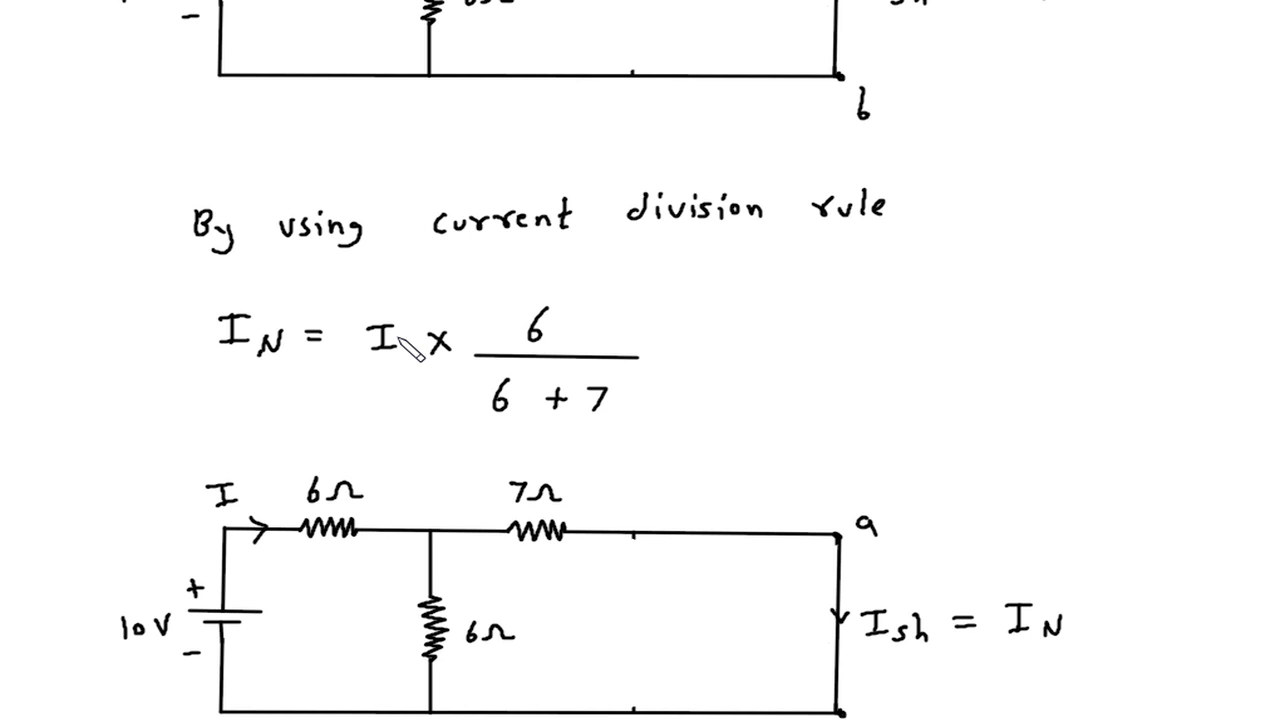 -
b
By using current division rule
I_N = I × 6 / (6 + 7)
I 6Ω 7Ω a
+
10V 6Ω I_sh = I_N
-